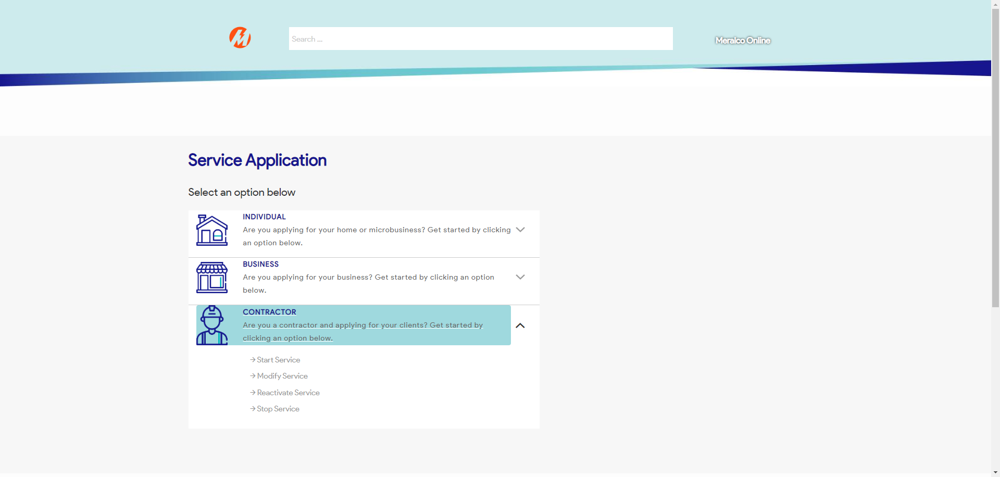 Search ...
Meralco Online
Service Application
Select an option below
INDIVIDUAL
Are you applying for your home or microbusiness? Get started by clicking
an option below.
BUSINESS
Are you applying for your business? Get started by clicking an option
below.
CONTRACTOR
Are you a contractor and applying for your clients? Get started by
clicking an option below.
→ Start Service
→ Modify Service
→ Reactivate Service
→ Stop Service